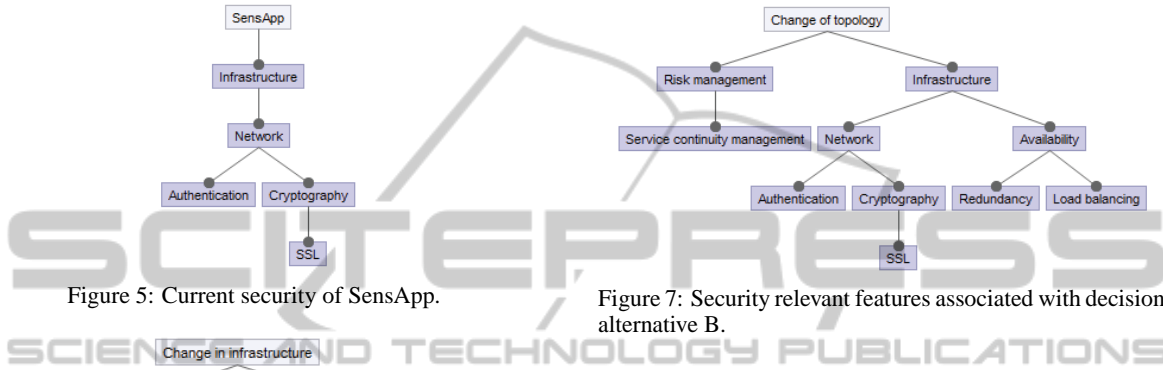 SensApp
Infrastructure
Network
Authentication Cryptography
SSL
Figure 5: Current security of SensApp.
Change in infrastructure
Change of topology
Risk management Infrastructure
Service continuity management Network Availability
Authentication Cryptography Redundancy Load balancing
SSL
Figure 7: Security relevant features associated with decision
alternative B.
SCITEPRESS
SCIENCE AND TECHNOLOGY PUBLICATIONS